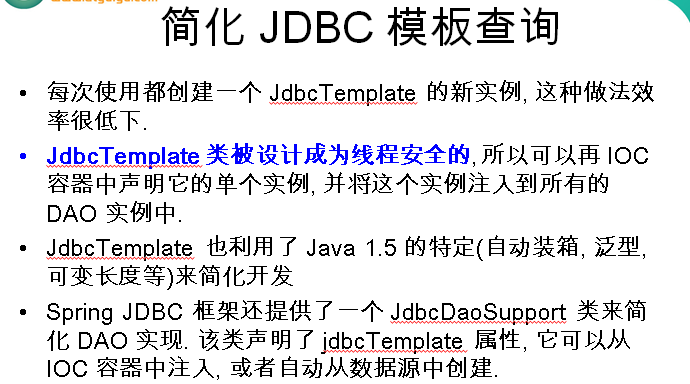 简化 JDBC 模板查询
• 每次使用都创建一个 JdbcTemplate 的新实例, 这种做法效
率很低下.
• JdbcTemplate 类被设计成为线程安全的, 所以可以再 IOC
容器中声明它的单个实例, 并将这个实例注入到所有的
DAO 实例中.
• JdbcTemplate 也利用了 Java 1.5 的特定(自动装箱, 泛型,
可变长度等)来简化开发
• Spring JDBC 框架还提供了一个 JdbcDaoSupport 类来简
化 DAO 实现. 该类声明了 jdbcTemplate 属性, 它可以从
IOC 容器中注入, 或者自动从数据源中创建.